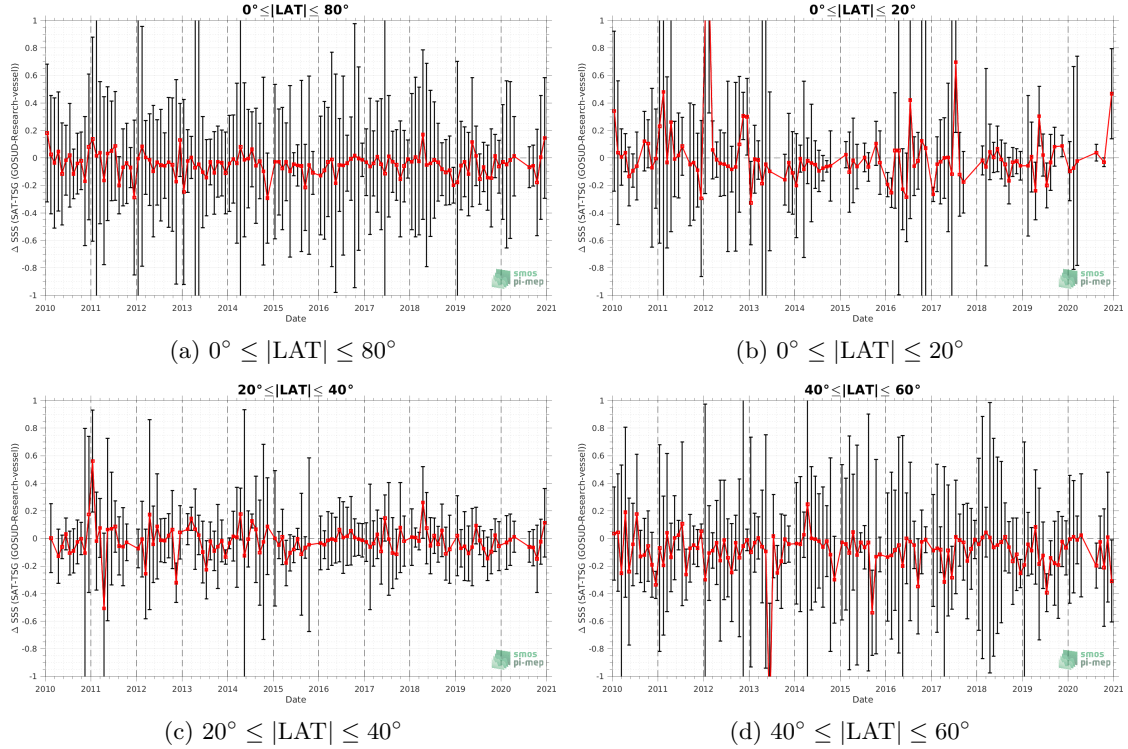 0°≤|LAT|≤ 80°
Δ SSS (SAT-TSG (GOSUD-Research-vessel))
1
0.8
0.6
0.4
0.2
0
-0.2
-0.4
-0.6
-0.8
-1
2010 2011 2012 2013 2014 2015 2016 2017 2018 2019 2020 2021
Date
smos
pi-mep
(a) 0° ≤ |LAT| ≤ 80°
0°≤|LAT|≤ 20°
Δ SSS (SAT-TSG (GOSUD-Research-vessel))
1
0.8
0.6
0.4
0.2
0
-0.2
-0.4
-0.6
-0.8
-1
2010 2011 2012 2013 2014 2015 2016 2017 2018 2019 2020 2021
Date
smos
pi-mep
(b) 0° ≤ |LAT| ≤ 20°
20°≤|LAT|≤ 40°
Δ SSS (SAT-TSG (GOSUD-Research-vessel))
1
0.8
0.6
0.4
0.2
0
-0.2
-0.4
-0.6
-0.8
-1
2010 2011 2012 2013 2014 2015 2016 2017 2018 2019 2020 2021
Date
smos
pi-mep
(c) 20° ≤ |LAT| ≤ 40°
40°≤|LAT|≤ 60°
Δ SSS (SAT-TSG (GOSUD-Research-vessel))
1
0.8
0.6
0.4
0.2
0
-0.2
-0.4
-0.6
-0.8
-1
2010 2011 2012 2013 2014 2015 2016 2017 2018 2019 2020 2021
Date
smos
pi-mep
(d) 40° ≤ |LAT| ≤ 60°